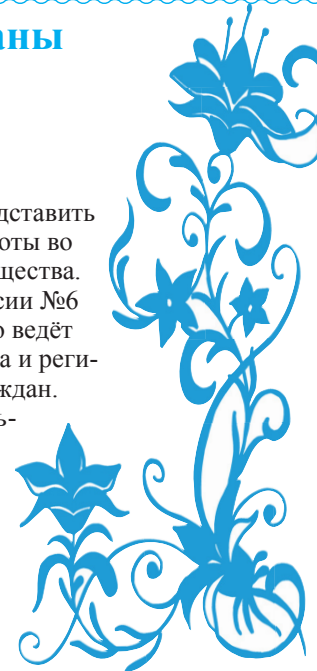 аны
дставить
оты во
щества.
сии №6
о ведёт
а и реги-
ждан.
ь-